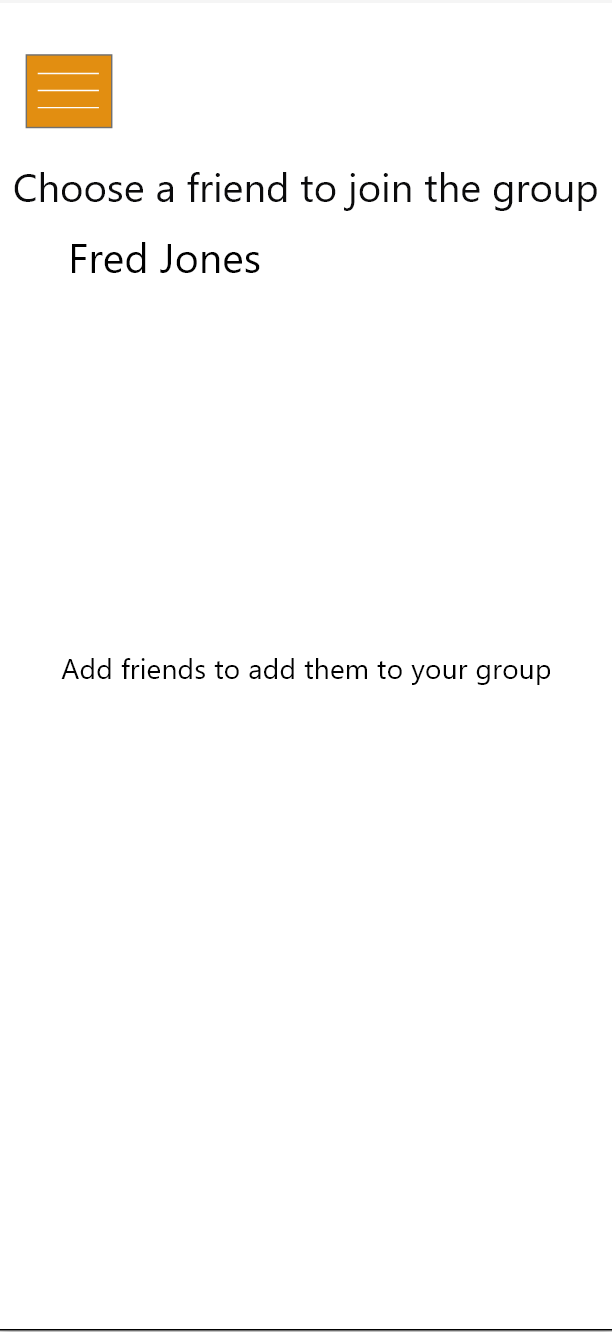 Choose a friend to join the group
Fred Jones
Add friends to add them to your group